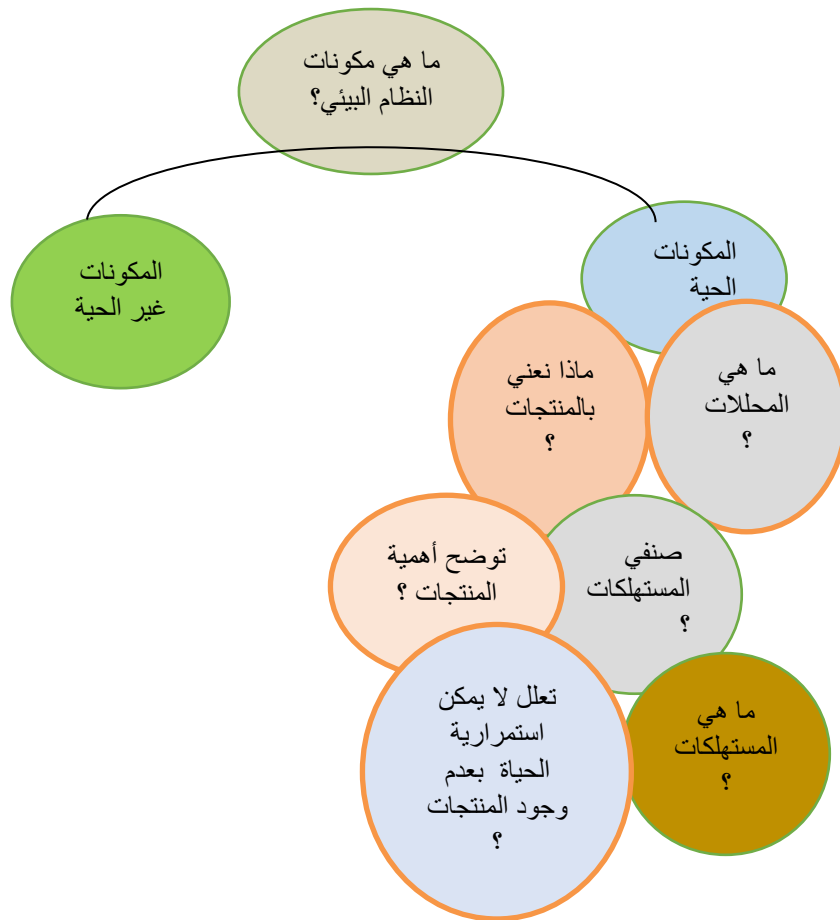 ما هي مكونات
النظام البيئي؟
المكونات
الحية
المكونات
غير الحية
ما هي
المحللات
؟
ماذا نعني
بالمنتجات
؟
صنفي
المستهلكات
؟
توضح أهمية
المنتجات ؟
ما هي
المستهلكات
؟
تعلل لا يمكن
استمرارية
الحياة بعدم
وجود المنتجات
؟